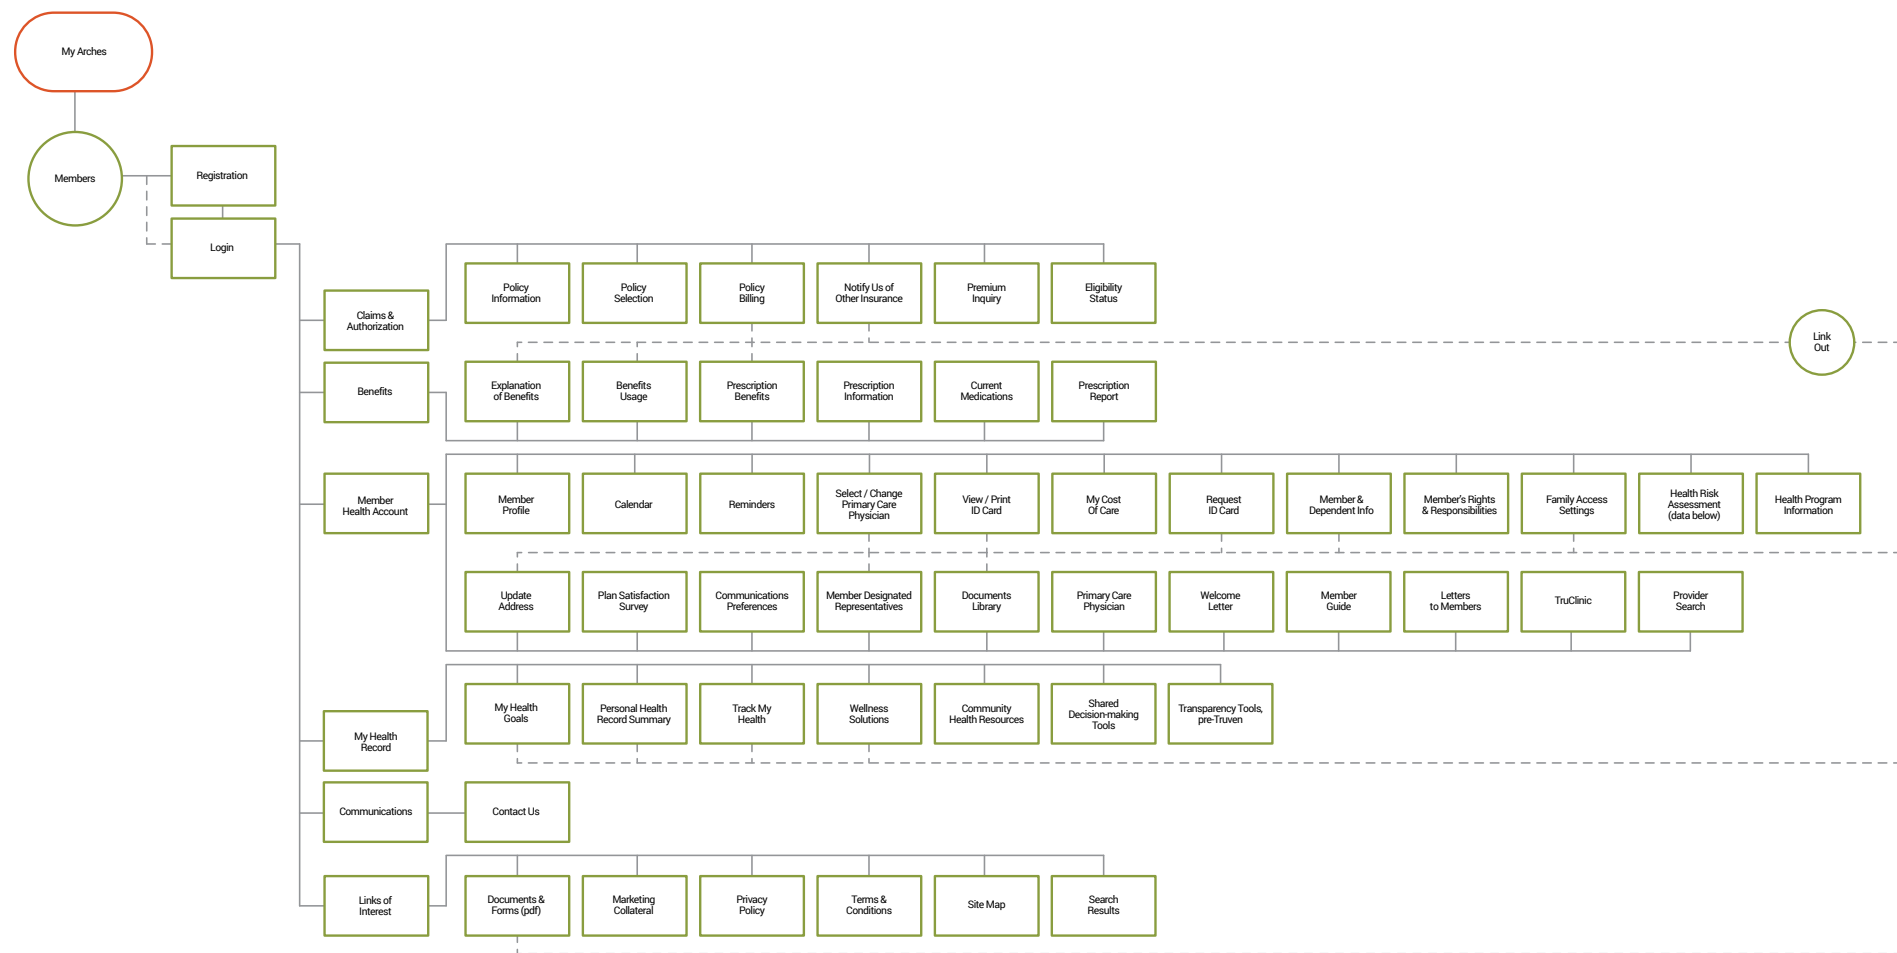 My Arches
Members
Registration
Login
Claims &
Authorization
Policy
Information
Policy
Selection
Policy
Billing
Notify Us of
Other Insurance
Premium
Inquiry
Eligibility
Status
Link
Out
Benefits
Explanation
of Benefits
Benefits
Usage
Prescription
Benefits
Prescription
Information
Current
Medications
Prescription
Report
Member
Health Account
Member
Profile
Calendar
Reminders
Select / Change
Primary Care
Physician
View / Print
ID Card
My Cost
Of Care
Request
ID Card
Member &
Dependent Info
Member's Rights
& Responsibilities
Family Access
Settings
Health Risk
Assessment
(data below)
Health Program
Information
Update
Address
Plan Satisfaction
Survey
Communications
Preferences
Member Designated
Representatives
Documents
Library
Primary Care
Physician
Welcome
Letter
Member
Guide
Letters
to Members
TruClinic
Provider
Search
My Health
Record
My Health
Goals
Personal Health
Record Summary
Track My
Health
Wellness
Solutions
Community
Health Resources
Shared
Decision-making
Tools
Transparency Tools,
pre-Truven
Communications
Contact Us
Links of
Interest
Documents &
Forms (pdf)
Marketing
Collateral
Privacy
Policy
Terms &
Conditions
Site Map
Search
Results